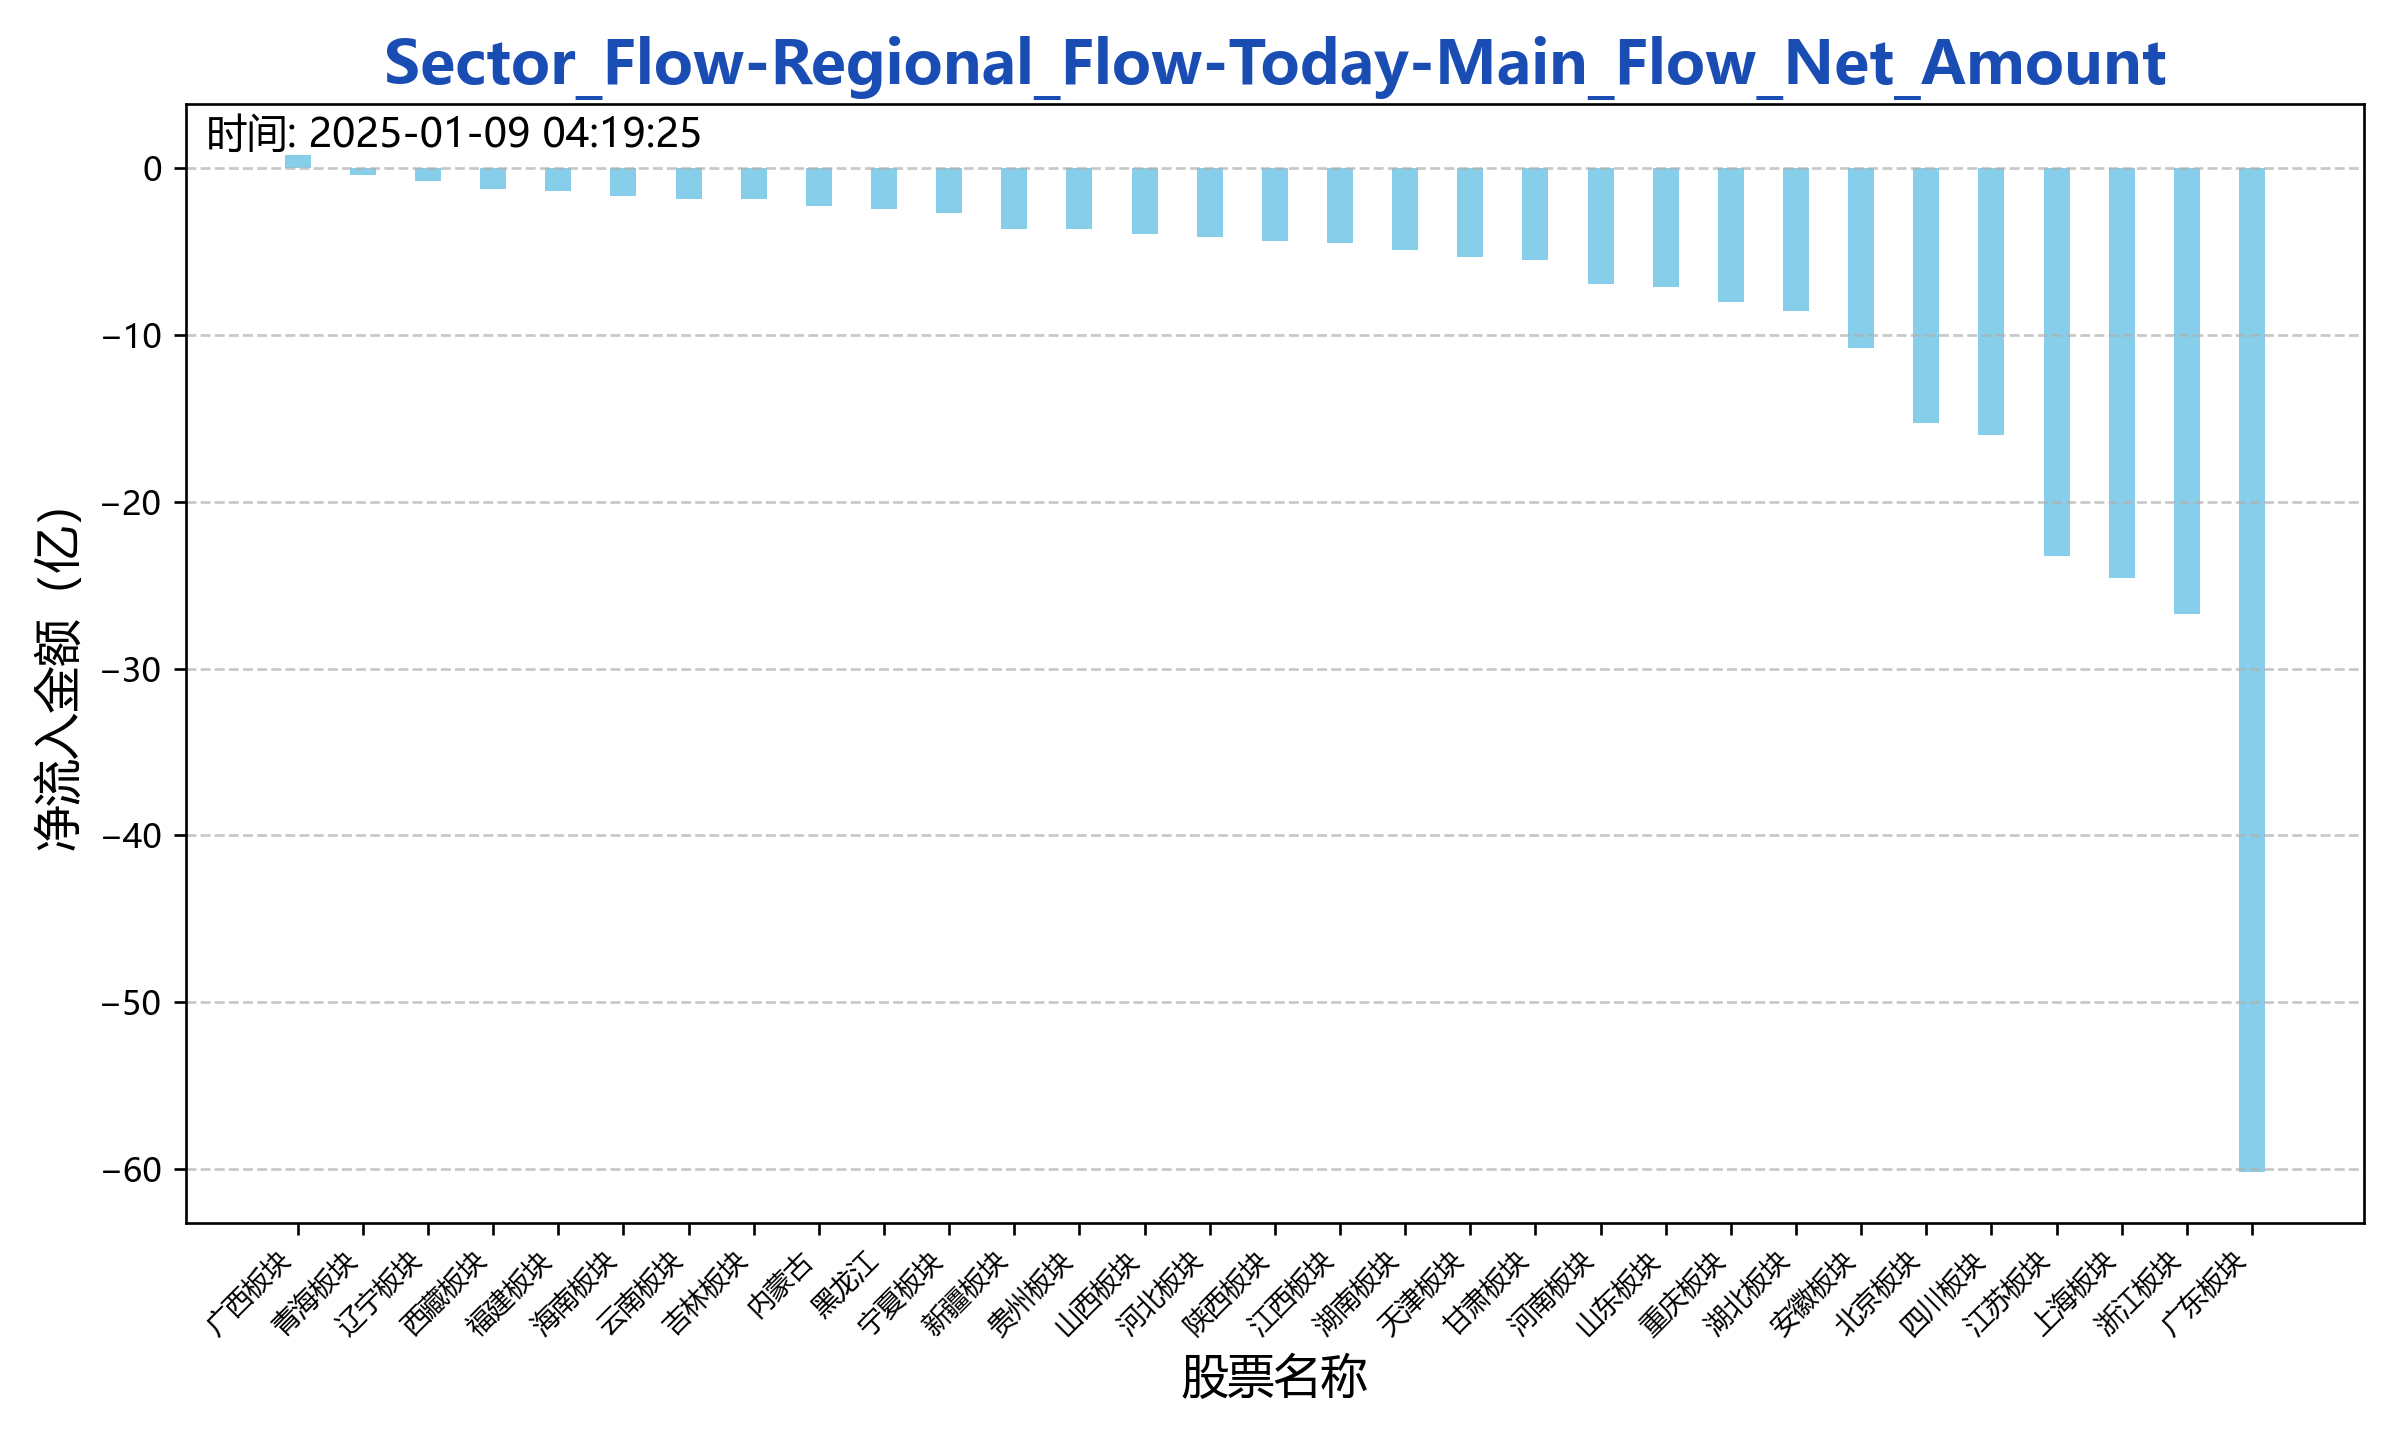 Sector_Flow-Regional_Flow-Today-Main_Flow_Net_Amount
时间: 2025-01-09 04:19:25
净流入金额（亿）
0
−10
−20
−30
−40
−50
−60
广西板块
青海板块
辽宁板块
西藏板块
福建板块
海南板块
云南板块
吉林板块
内蒙古
黑龙江
宁夏板块
新疆板块
贵州板块
山西板块
河北板块
陕西板块
江西板块
湖南板块
天津板块
甘肃板块
河南板块
山东板块
重庆板块
湖北板块
安徽板块
北京板块
四川板块
江苏板块
上海板块
浙江板块
广东板块
股票名称